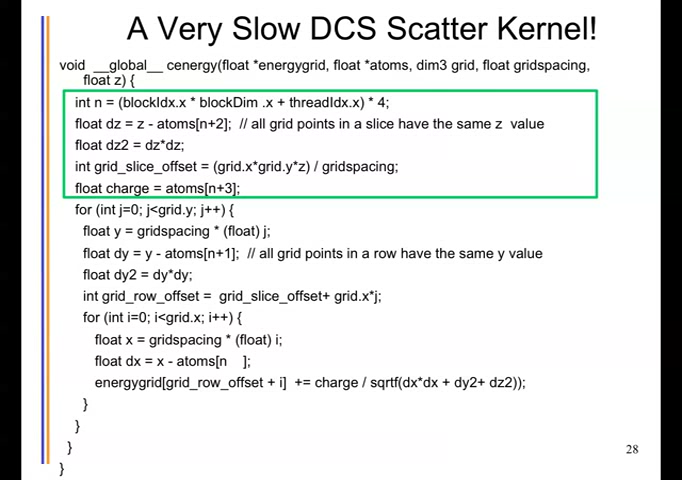 A Very Slow DCS Scatter Kernel!
void __global__ cenergy(float *energygrid, float *atoms, dim3 grid, float gridspacing,
float z) {
int n = (blockIdx.x * blockDim .x + threadIdx.x) * 4;
float dz = z - atoms[n+2]; // all grid points in a slice have the same z value
float dz2 = dz*dz;
int grid_slice_offset = (grid.x*grid.y*z) / gridspacing;
float charge = atoms[n+3];
for (int j=0; j<grid.y; j++) {
float y = gridspacing * (float) j;
float dy = y - atoms[n+1]; // all grid points in a row have the same y value
float dy2 = dy*dy;
int grid_row_offset = grid_slice_offset+ grid.x*j;
for (int i=0; i<grid.x; i++) {
float x = gridspacing * (float) i;
float dx = x - atoms[n ];
energygrid[grid_row_offset + i] += charge / sqrtf(dx*dx + dy2+ dz2));
}
}
}
28
}